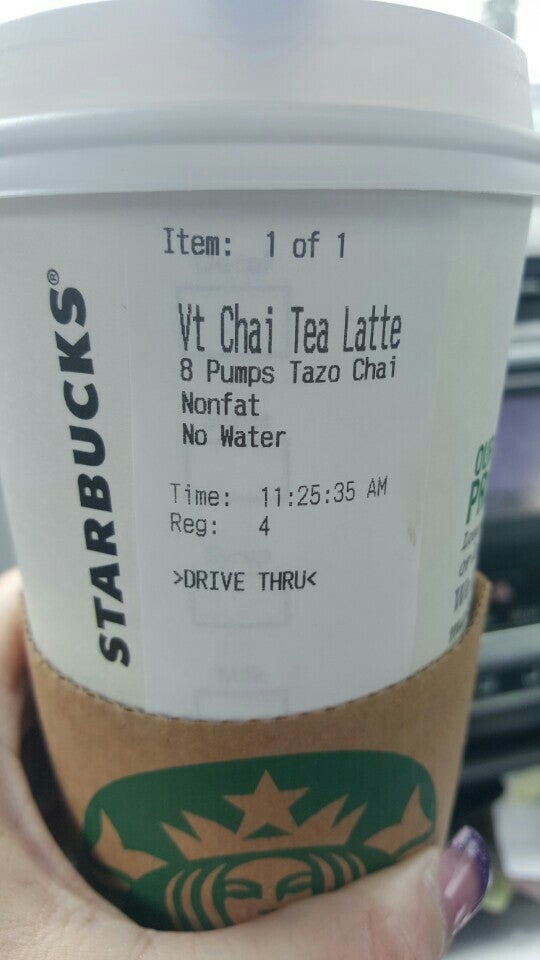 STARBUCKS®
Item: 1 of 1
Vt Chai Tea Latte
8 Pumps Tazo Chai
Nonfat
No Water
Time: 11:25:35 AM
Reg: 4
>DRIVE THRU<